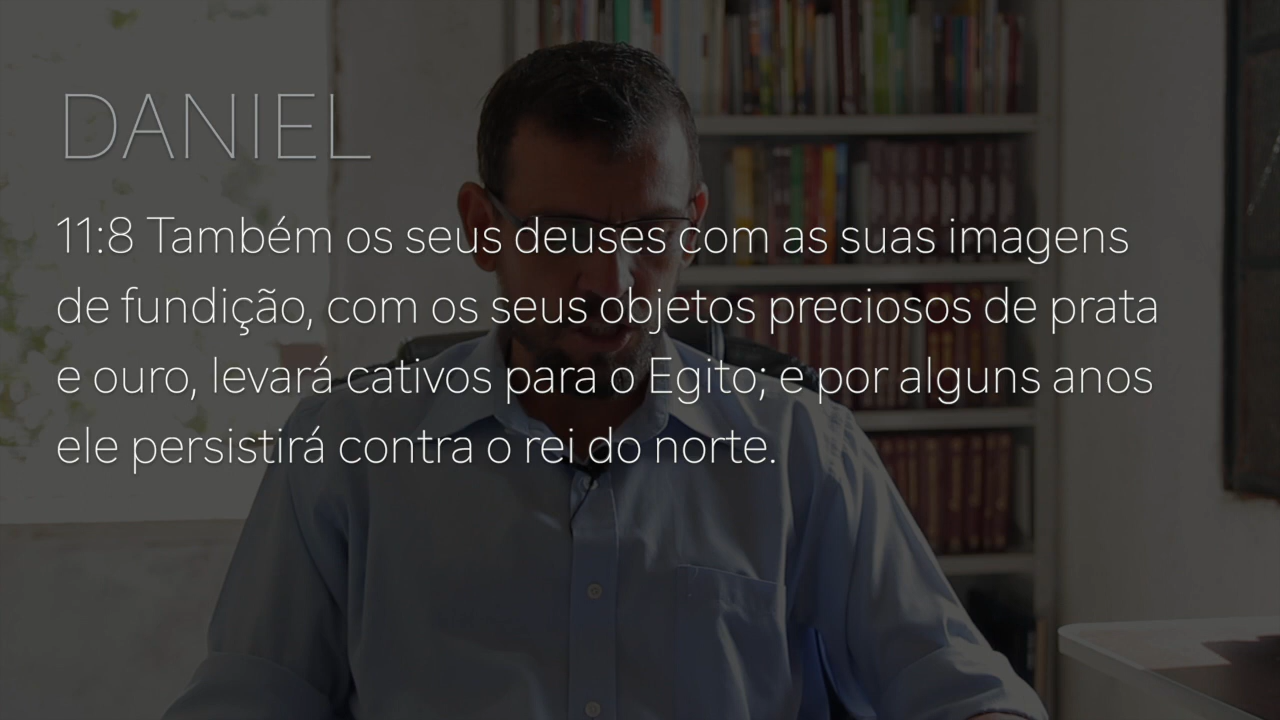 DANIEL
11:8 Também os seus deuses com as suas imagens
de fundição, com os seus objetos preciosos de prata
e ouro, levará cativos para o Egito; e por alguns anos
ele persistirá contra o rei do norte.